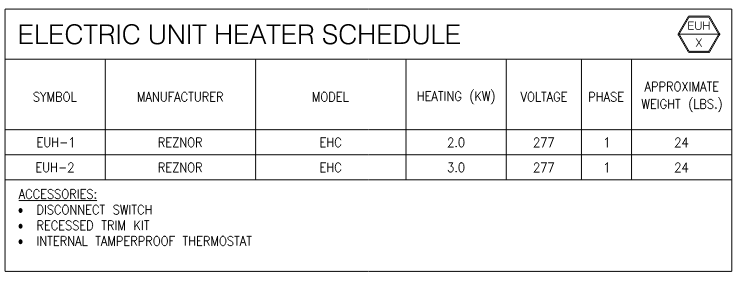 ELECTRIC UNIT HEATER SCHEDULE
EUH
X
SYMBOL MANUFACTURER MODEL HEATING (KW) VOLTAGE PHASE APPROXIMATE WEIGHT (LBS.)
EUH-1 REZNOR EHC 2.0 277 1 24
EUH-2 REZNOR EHC 3.0 277 1 24
ACCESSORIES:
• DISCONNECT SWITCH
• RECESSED TRIM KIT
• INTERNAL TAMPERPROOF THERMOSTAT